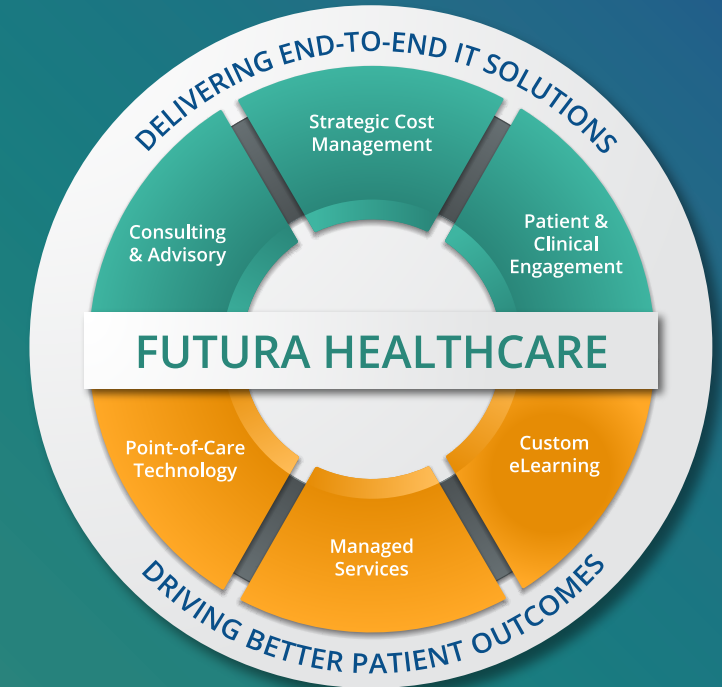 DELIVERING END-TO-END IT SOLUTIONS
Strategic Cost
Management
Consulting
& Advisory
Patient &
Clinical
Engagement
FUTURA HEALTHCARE
Point-of-Care
Technology
Custom
eLearning
Managed
Services
DRIVING BETTER PATIENT OUTCOMES